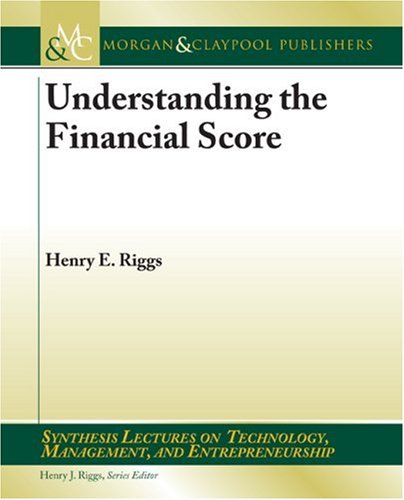 M
&C
MORGAN & CLAYPOOL PUBLISHERS
Understanding the
Financial Score
Henry E. Riggs
SYNTHESIS LECTURES ON TECHNOLOGY,
MANAGEMENT, AND ENTREPRENEURSHIP
Henry J. Riggs, Series Editor